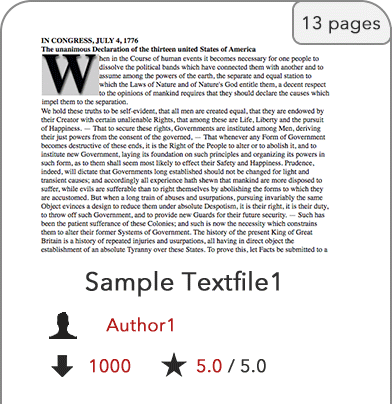 13 pages
IN CONGRESS, JULY 4, 1776
The unanimous Declaration of the thirteen united States of America
When in the Course of human events it becomes necessary for one people to
dissolve the political bands which have connected them with another and to
assume among the powers of the earth, the separate and equal station to
which the Laws of Nature and of Nature's God entitle them, a decent respect
to the opinions of mankind requires that they should declare the causes which
impel them to the separation.
We hold these truths to be self-evident, that all men are created equal, that they are endowed by
their Creator with certain unalienable Rights, that among these are Life, Liberty and the pursuit
of Happiness. — That to secure these rights, Governments are instituted among Men, deriving
their just powers from the consent of the governed, — That whenever any Form of Government
becomes destructive of these ends, it is the Right of the People to alter or to abolish it, and to
institute new Government, laying its foundation on such principles and organizing its powers in
such form, as to them shall seem most likely to effect their Safety and Happiness. Prudence,
indeed, will dictate that Governments long established should not be changed for light and
transient causes; and accordingly all experience hath shewn that mankind are more disposed to
suffer, while evils are sufferable than to right themselves by abolishing the forms to which they
are accustomed. But when a long train of abuses and usurpations, pursuing invariably the same
Object evinces a design to reduce them under absolute Despotism, it is their right, it is their duty,
to throw off such Government, and to provide new Guards for their future security. — Such has
been the patient sufferance of these Colonies; and such is now the necessity which constrains
them to alter their former Systems of Government. The history of the present King of Great
Britain is a history of repeated injuries and usurpations, all having in direct object the
establishment of an absolute Tyranny over these States. To prove this, let Facts be submitted to a
Sample Textfile1
Author1
1000 5.0 / 5.0